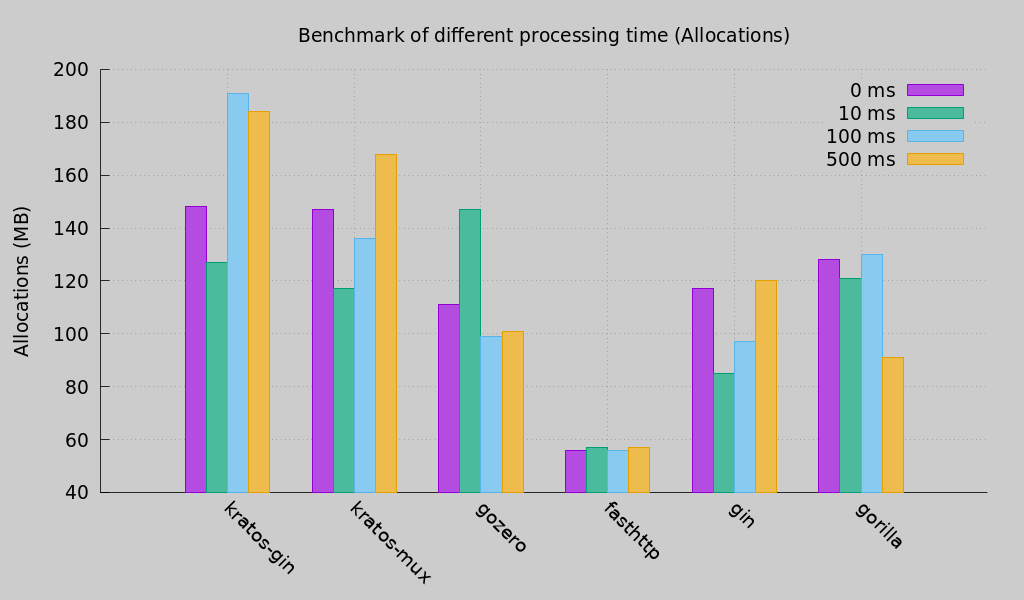 Benchmark of different processing time (Allocations)
200
180
160
140
120
100
80
60
40
Allocations (MB)
0 ms
10 ms
100 ms
500 ms
kratos-gin
kratos-mux
gozero
fasthttp
gin
gorilla